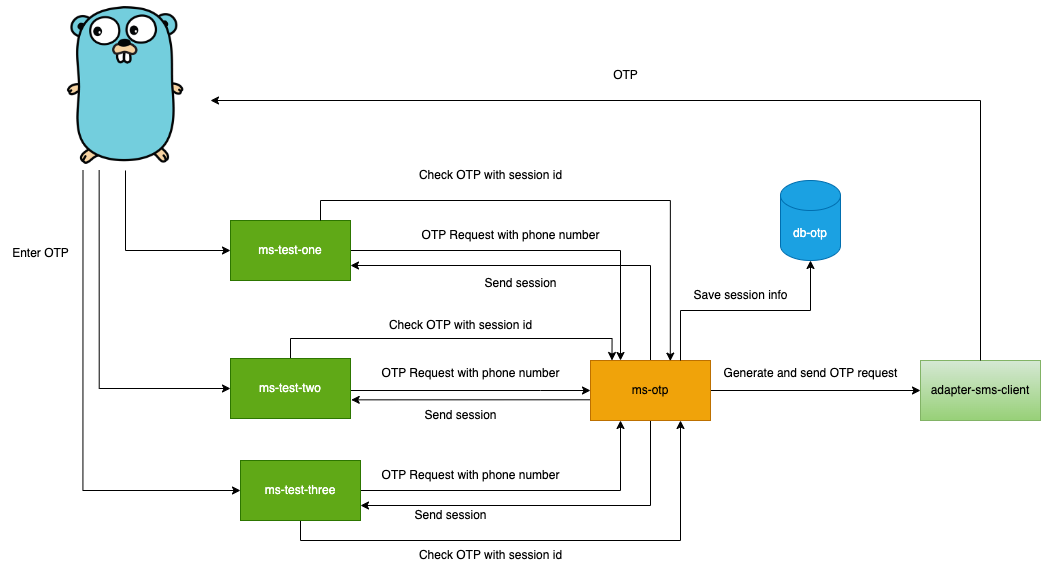 OTP
Check OTP with session id
db-otp
OTP Request with phone number
Enter OTP
ms-test-one
Send session
Save session info
Check OTP with session id
OTP Request with phone number
Generate and send OTP request
ms-test-two
ms-otp
adapter-sms-client
Send session
OTP Request with phone number
ms-test-three
Send session
Check OTP with session id